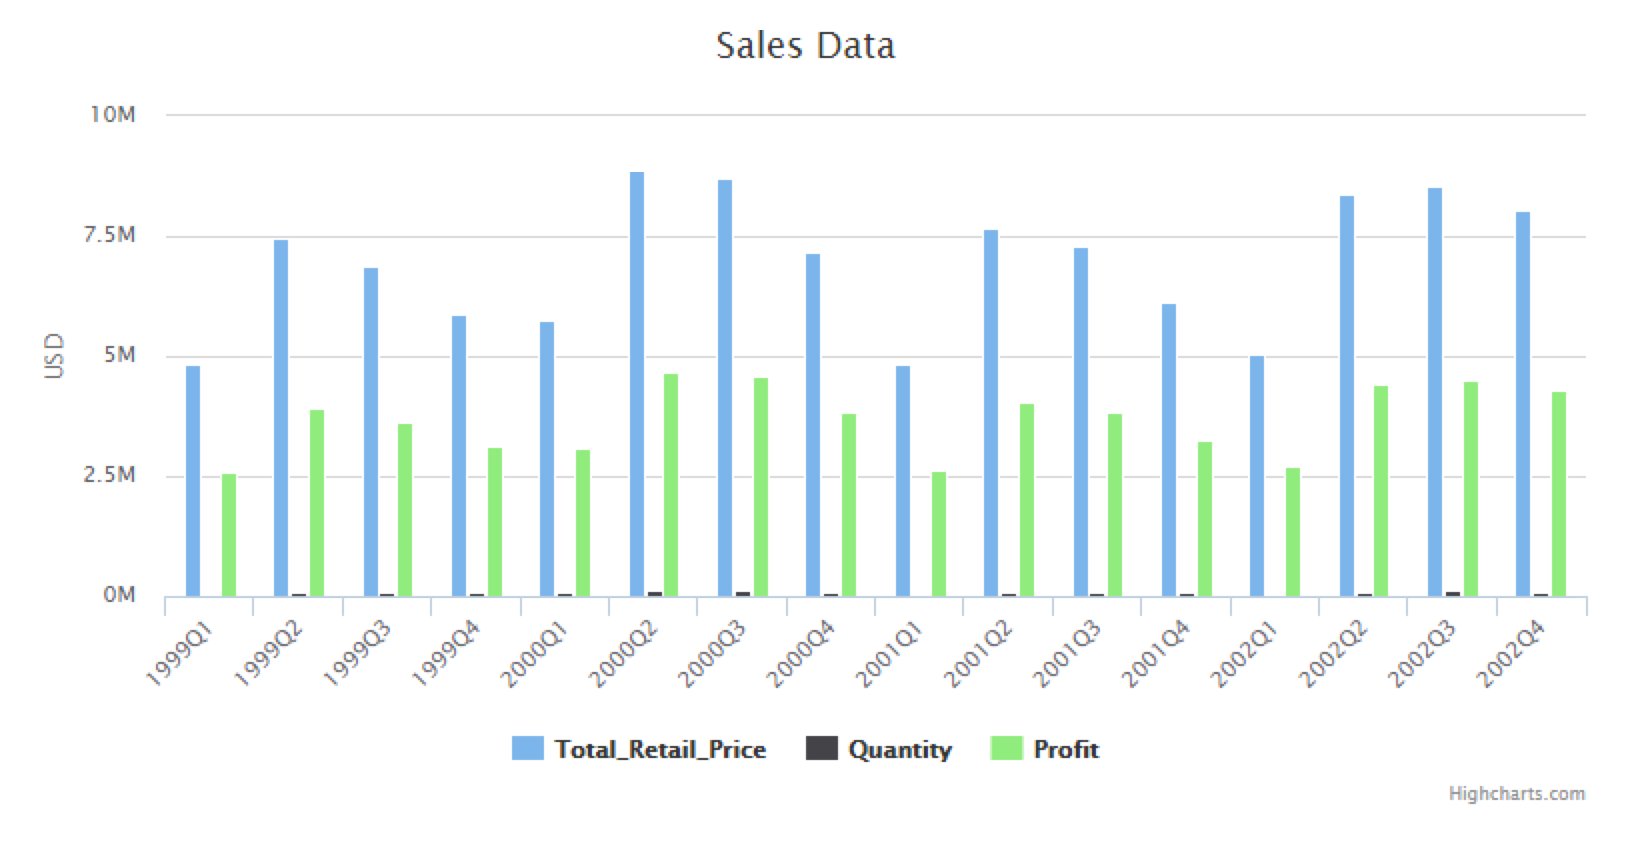 Sales Data
10M
7.5M
5M
2.5M
0M
USD
1999Q1
1999Q2
1999Q3
1999Q4
2000Q1
2000Q2
2000Q3
2000Q4
2001Q1
2001Q2
2001Q3
2001Q4
2002Q1
2002Q2
2002Q3
2002Q4
Total_Retail_Price Quantity Profit
Highcharts.com